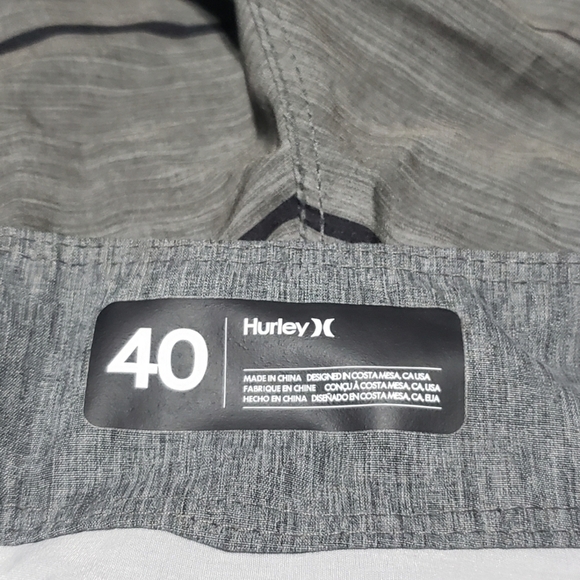 40
Hurley
MADE IN CHINA DESIGNED IN COSTA MESA, CA USA
FABRIQUE EN CHINE CONÇU À COSTA MESA, CA, USA
HECHO EN CHINA DISEÑADO EN COSTA MESA, CA, EUA